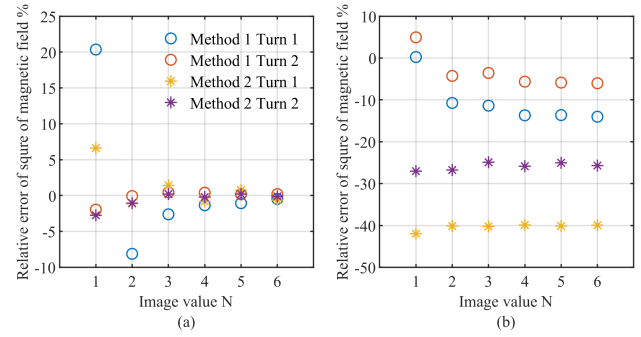 Relative error of squre of magnetic field %
25
20
15
10
5
0
-5
-10
Method 1 Turn 1
Method 1 Turn 2
Method 2 Turn 1
Method 2 Turn 2
1 2 3 4 5 6
Image value N
(a)
Relative error of squre of magnetic field %
10
0
-10
-20
-30
-40
-50
1 2 3 4 5 6
Image value N
(b)